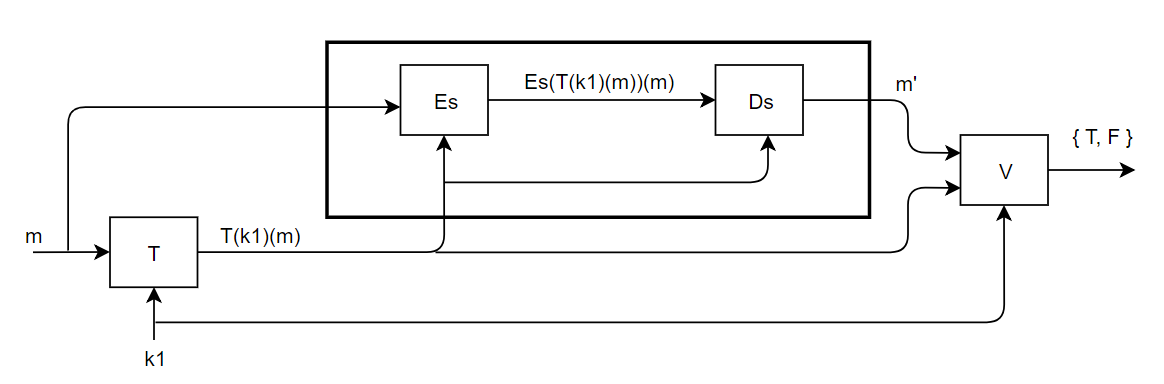 Es(T(k1)(m))(m)
Es
Ds
m'
{ T, F }
V
m
T(k1)(m)
T
k1